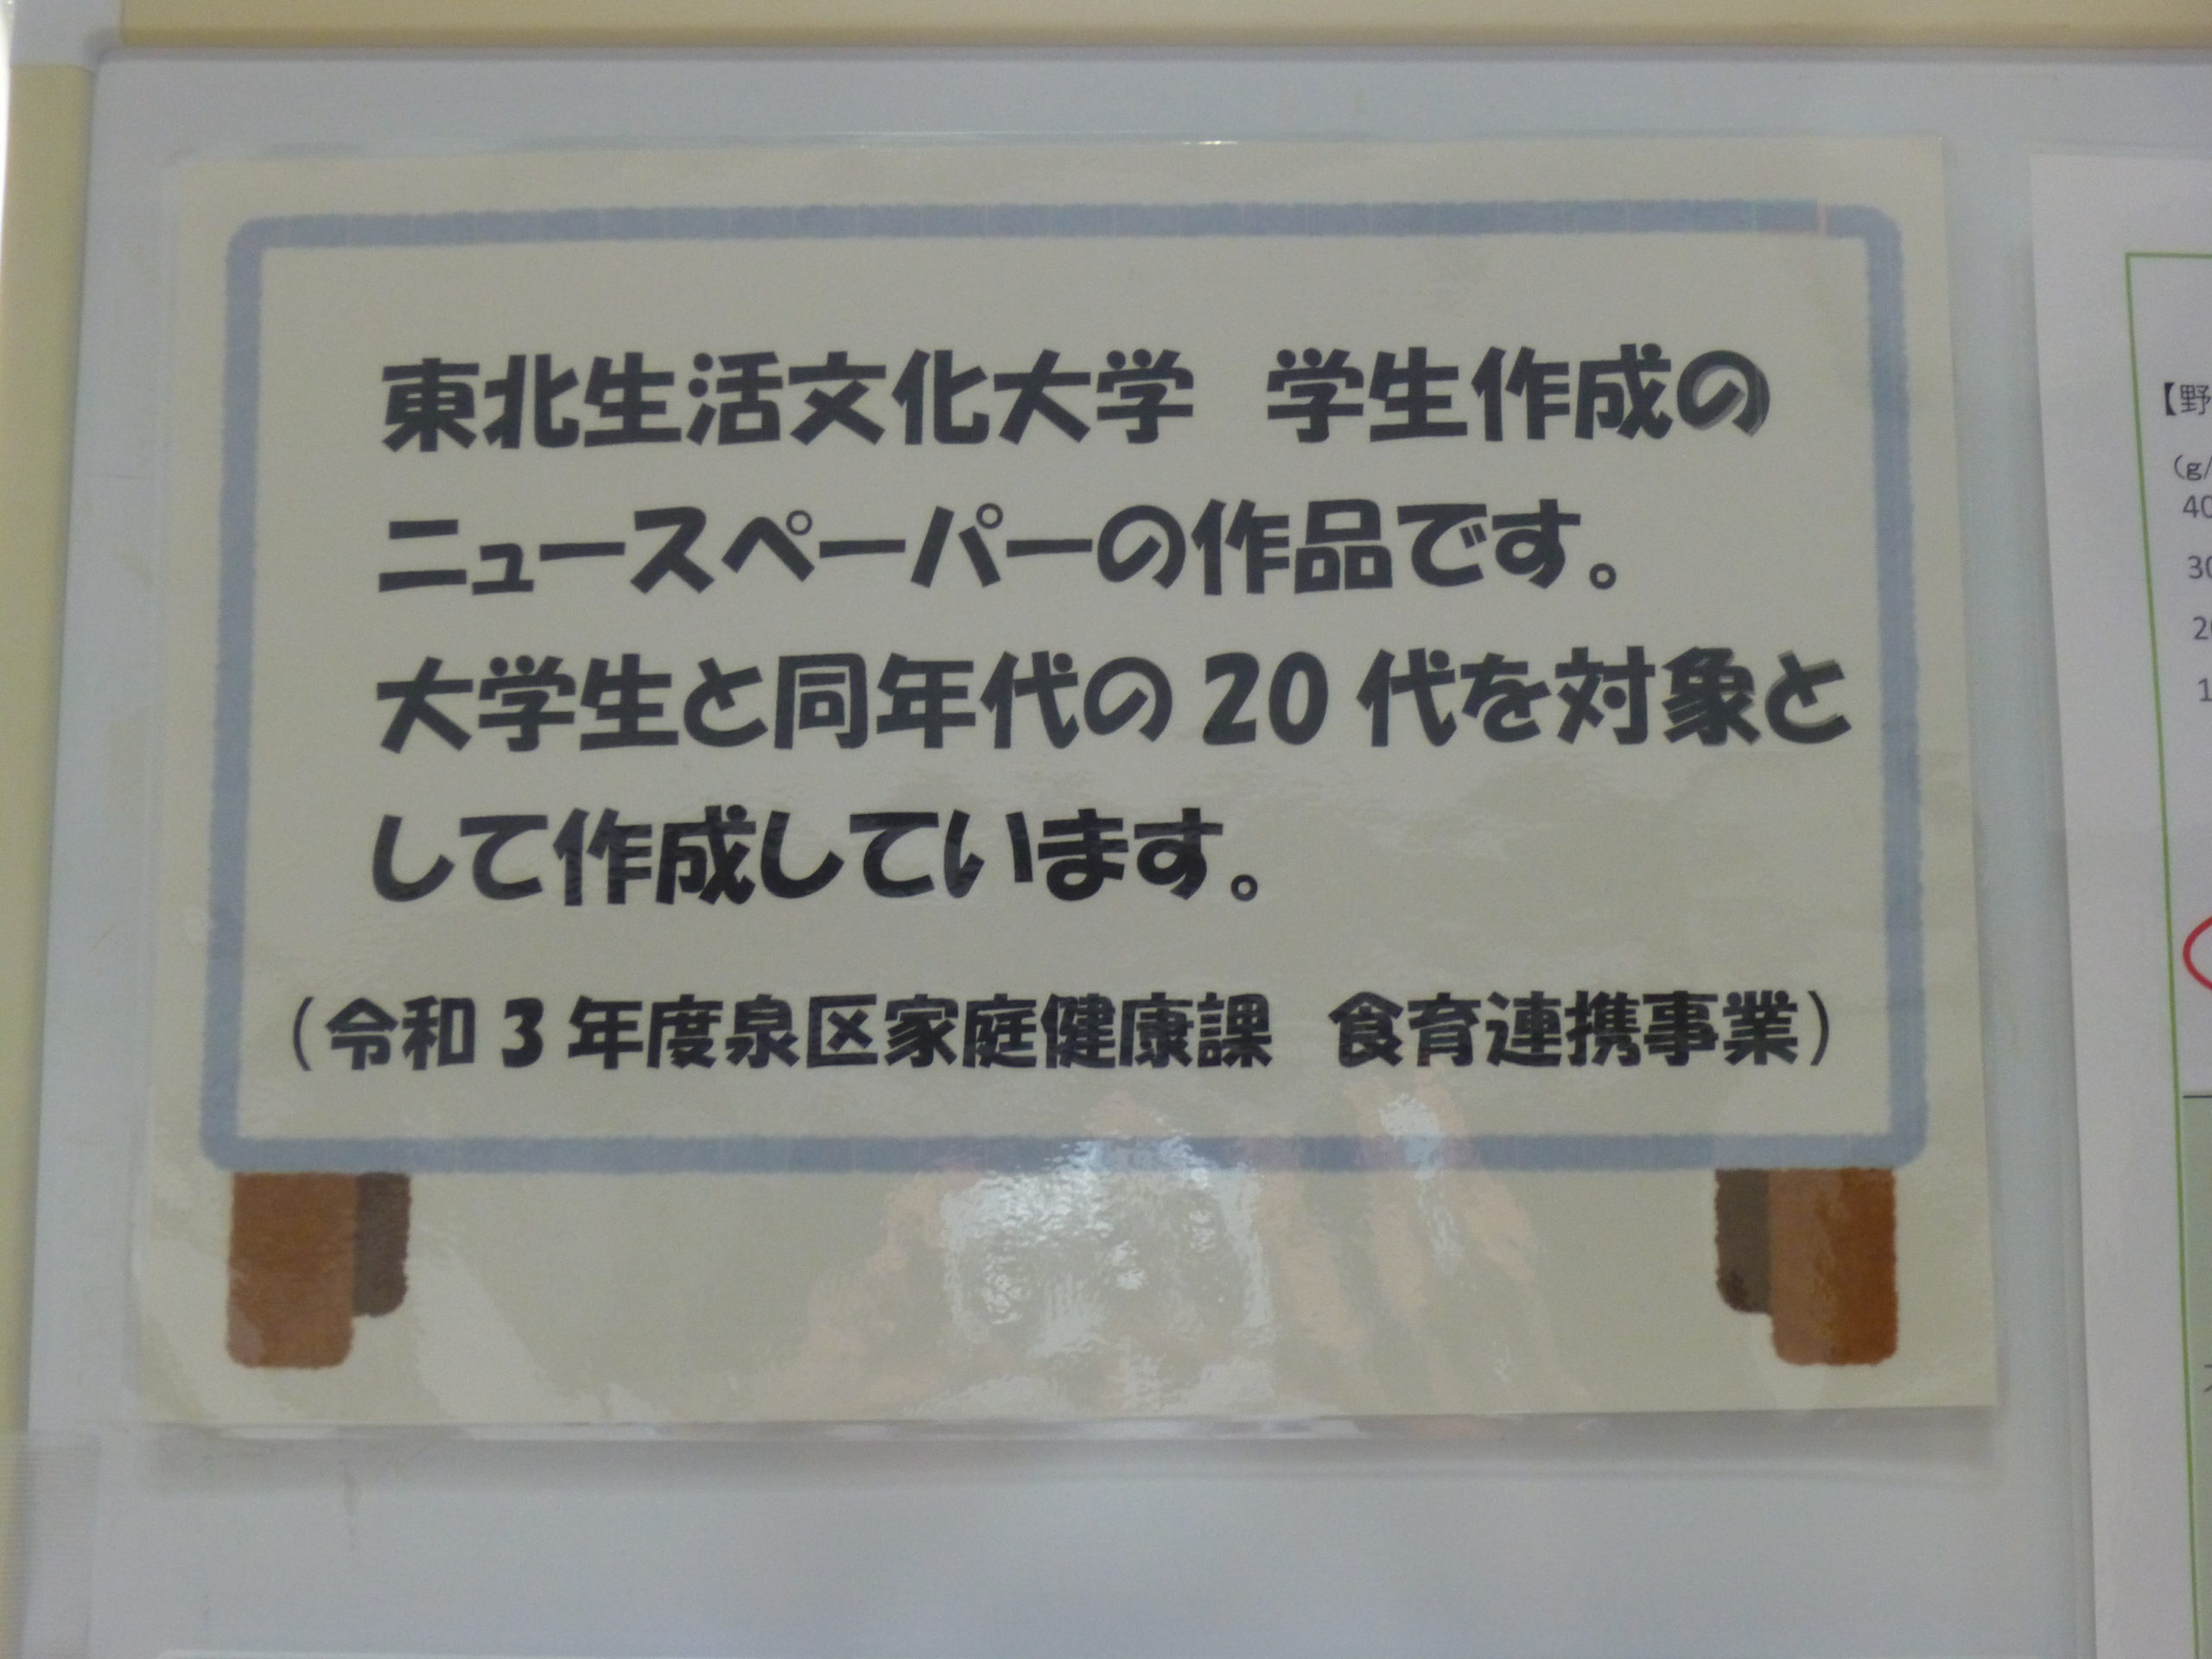 東北生活文化大学　学生作成の
ニュースペーパーの作品です。
大学生と同年代の20代を対象と
して作成しています。
（令和3年度泉区家庭健康課　食育連携事業）
【野
(g/
40
30